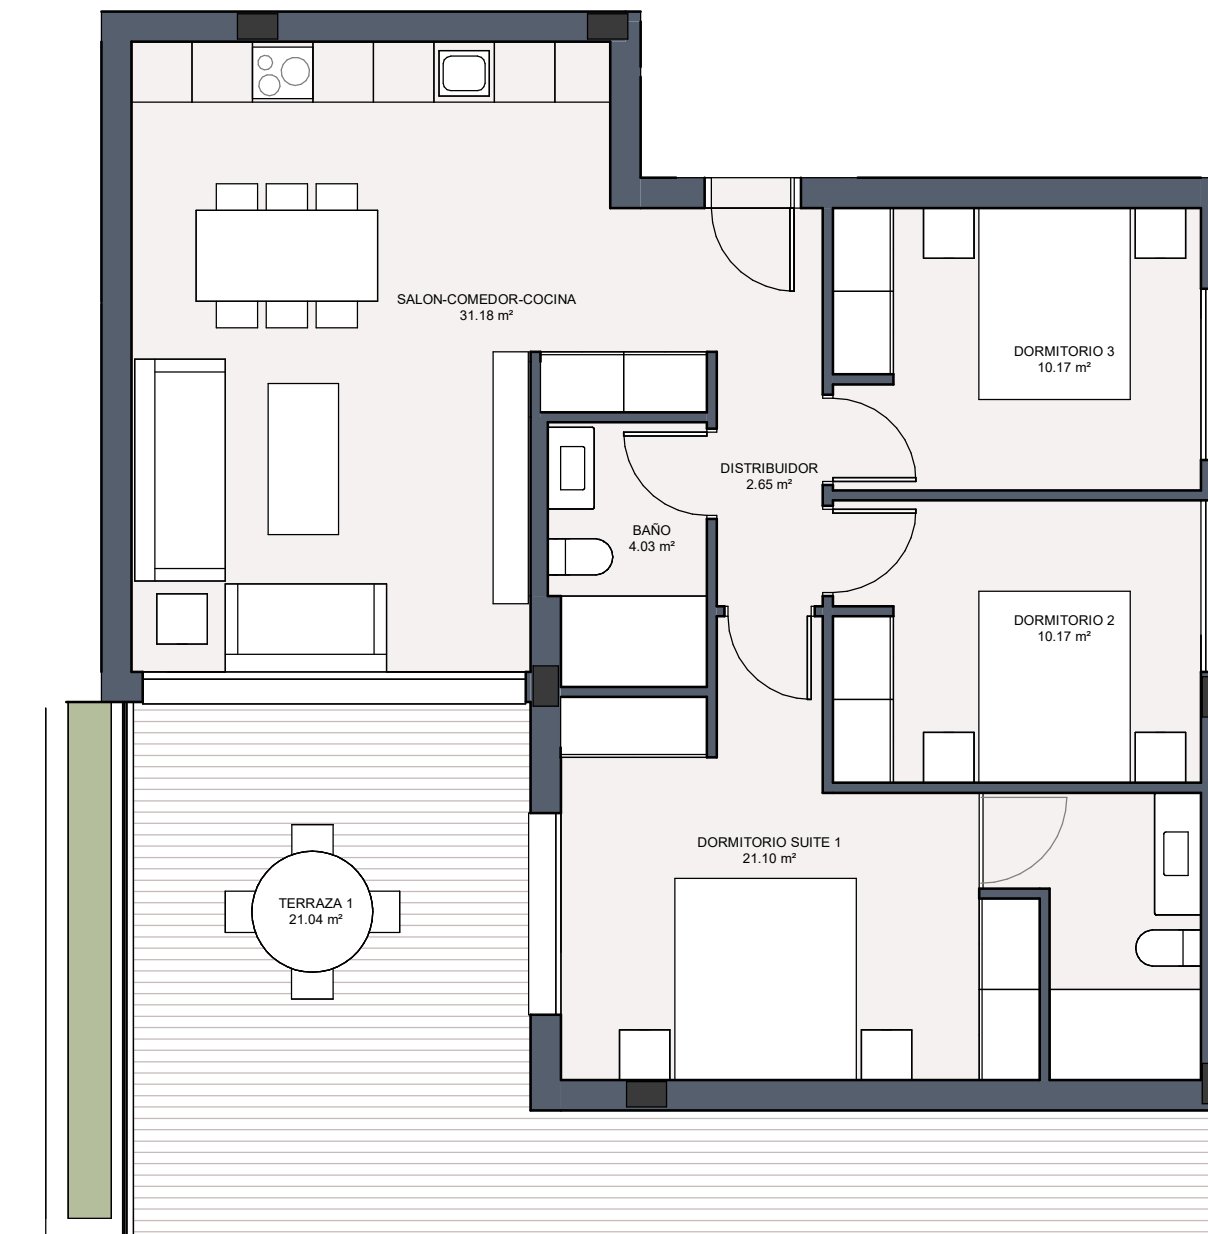 SALON-COMEDOR-COCINA
31.18 m²
DORMITORIO 3
10.17 m²
DISTRIBUIDOR
2.65 m²
BAÑO
4.03 m²
DORMITORIO 2
10.17 m²
DORMITORIO SUITE 1
21.10 m²
TERRAZA 1
21.04 m²